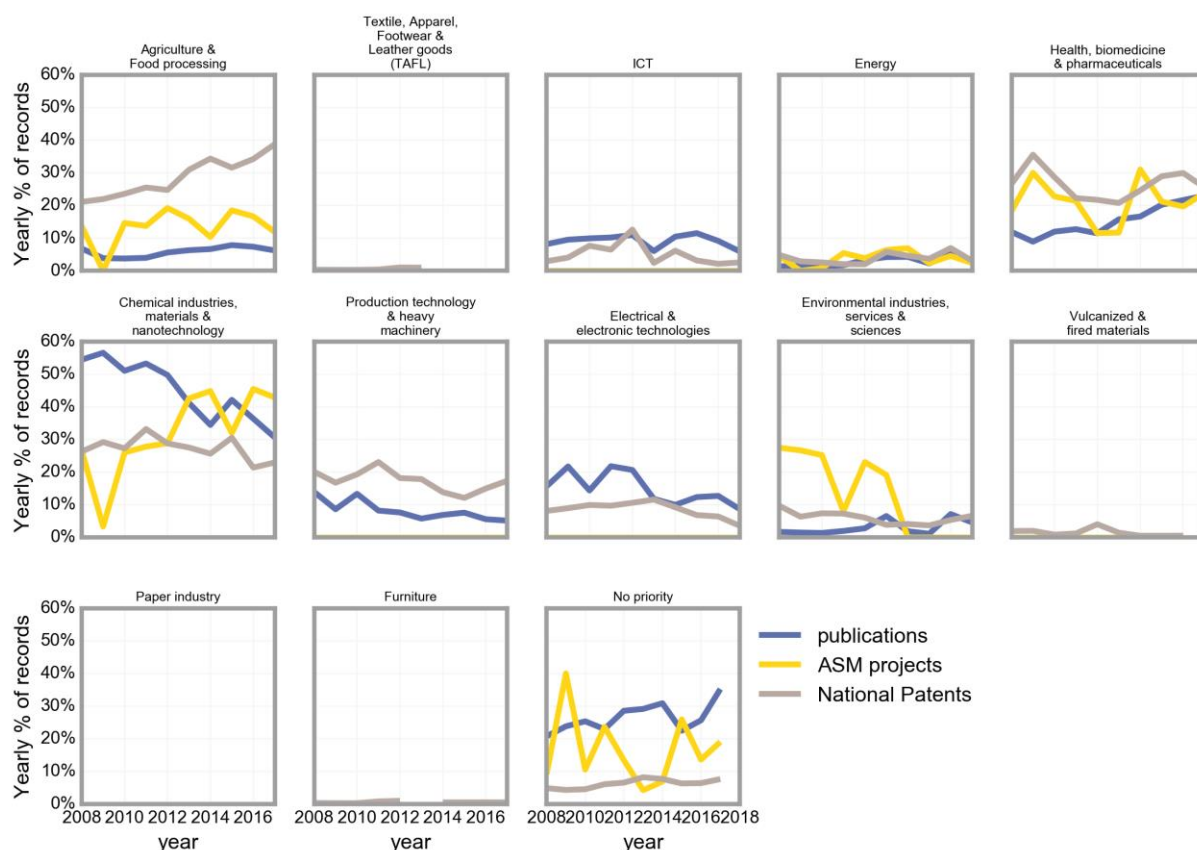 Agriculture &
Food processing
Textile, Apparel,
Footwear &
Leather goods
(TAFL)
ICT
Energy
Health, biomedicine
& pharmaceuticals
Yearly % of records
60%
50%
40%
30%
20%
10%
0%
Chemical industries,
materials &
nanotechnology
Production technology
& heavy
machinery
Electrical &
electronic technologies
Environmental industries,
services &
sciences
Vulcanized &
fired materials
Yearly % of records
60%
50%
40%
30%
20%
10%
0%
Paper industry
Furniture
No priority
Yearly % of records
60%
50%
40%
30%
20%
10%
0%
publications
ASM projects
National Patents
2008 2010 2012 2014 2016
2008 2010 2012 2014 2016
2008 2010 2012 2014 2016 2018
year
year
year